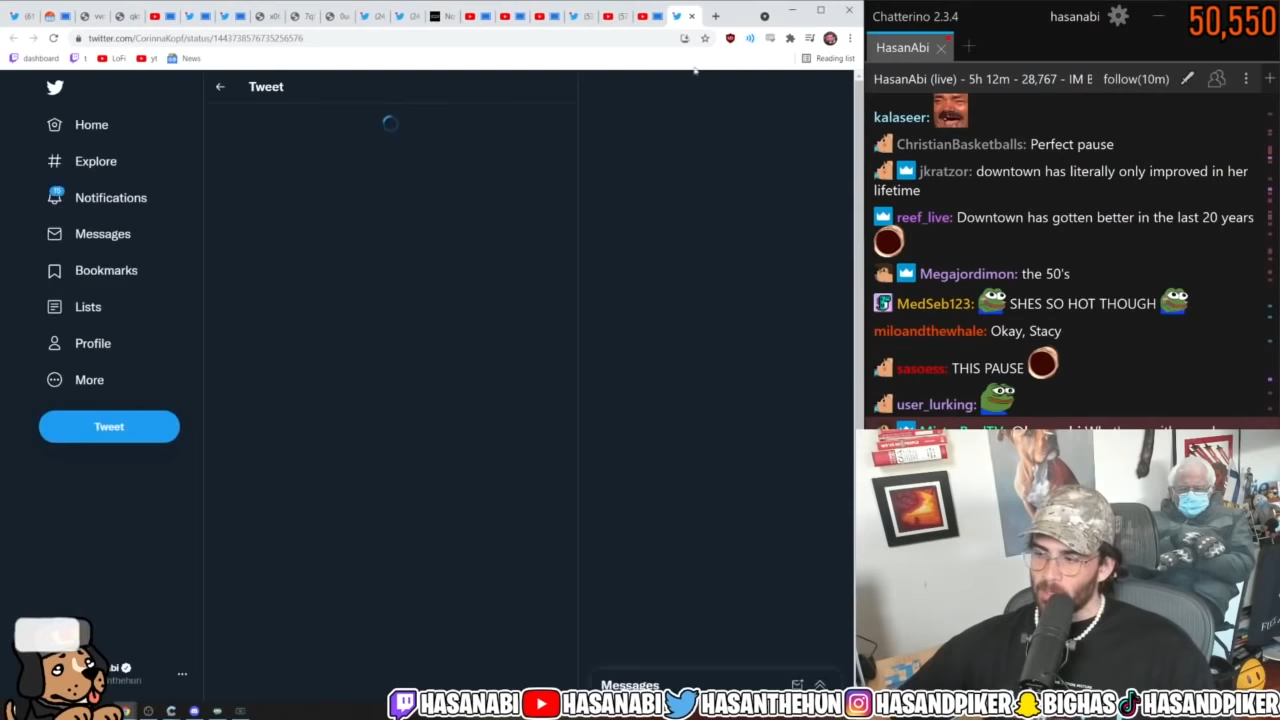 twitter.com/CorinnaKopf/status/1443738576735256576
dashboard
t
LoFi
yt
News
Reading list
Tweet
Home
Explore
15
Notifications
Messages
Bookmarks
Lists
Profile
More
Tweet
Messages
Chatterino 2.3.4
hasanabi
50,550
HasanAbi
HasanAbi (live) - 5h 12m - 28,767 - IM E
follow(10m)
kalaseer:
ChristianBasketballs: Perfect pause
jkratzor: downtown has literally only improved in her
lifetime
reef_live: Downtown has gotten better in the last 20 years
Megajordimon: the 50's
MedSeb123: SHES SO HOT THOUGH
miloandthewhale: Okay, Stacy
sasoess: THIS PAUSE
user_lurking:
HASANABI
HASANABI
HASANTHEHUN
HASANDPIKER
BIGHAS
HASANDPIKER